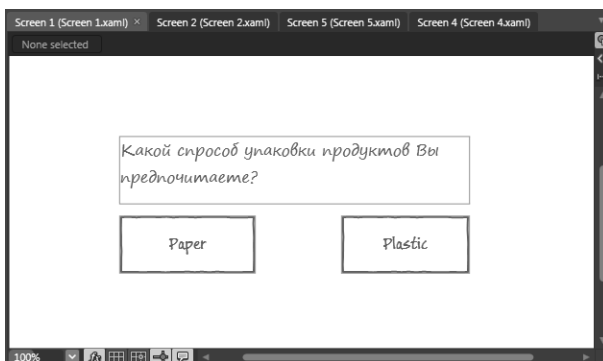 Screen 1 (Screen 1.xaml) × Screen 2 (Screen 2.xaml) Screen 5 (Screen 5.xaml) Screen 4 (Screen 4.xaml)
None selected
Какой способ упаковки продуктов Вы
предпочитаете?
Paper Plastic
100%